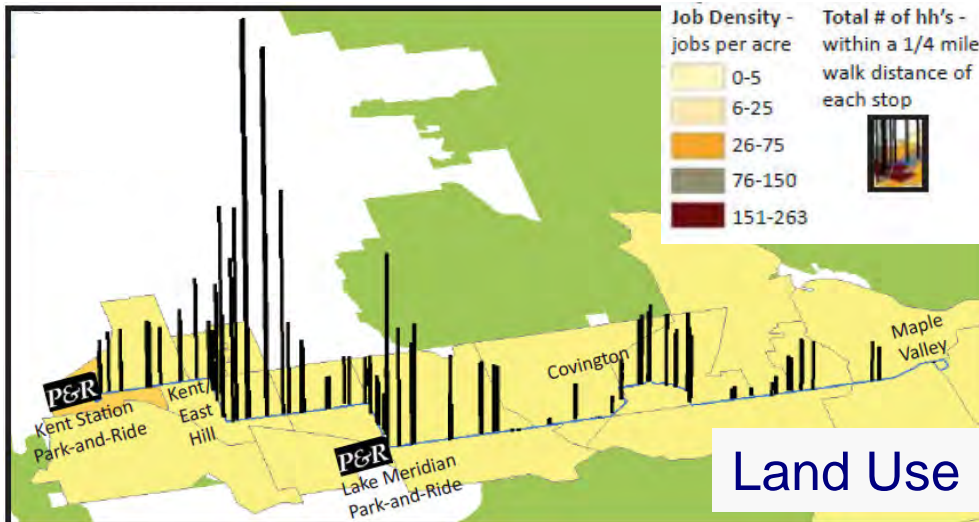 Job Density -
jobs per acre
0-5
6-25
26-75
76-150
151-263
Total # of hh's -
within a 1/4 mile
walk distance of
each stop
P&R
Kent Station
Park-and-Ride
Kent/
East
Hill
P&R
Lake Meridian
Park-and-Ride
Covington
Maple
Valley
Land Use